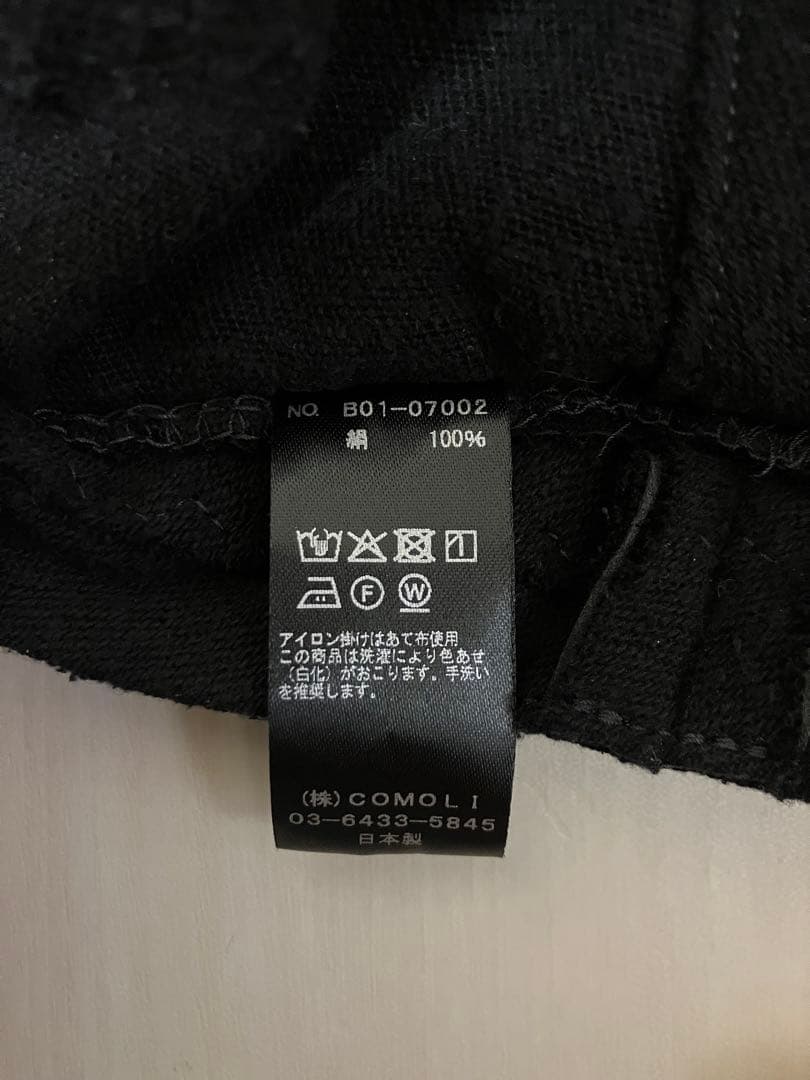 NO. B01-07002
絹 100%
F W
アイロン掛けはあて布使用
この商品は洗濯により色あせ
(白化)がおこります。手洗い
を推奨します。
(株)COMOLI
03-6433-5845
日本製